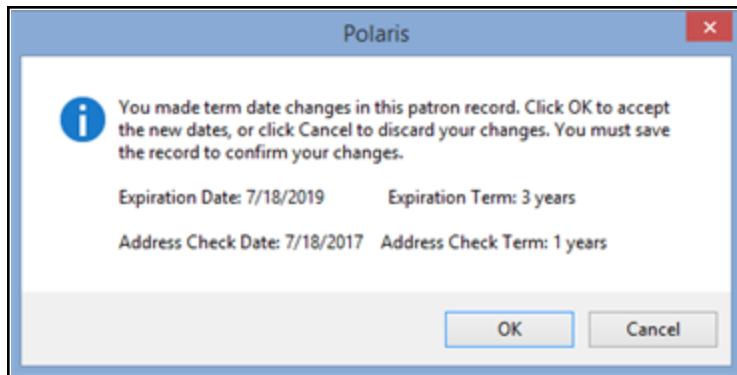 Polaris
You made term date changes in this patron record. Click OK to accept
the new dates, or click Cancel to discard your changes. You must save
the record to confirm your changes.
Expiration Date: 7/18/2019 Expiration Term: 3 years
Address Check Date: 7/18/2017 Address Check Term: 1 years
OK Cancel